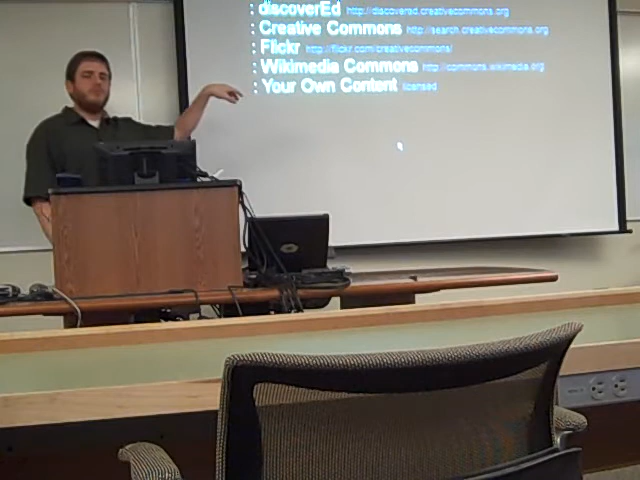 : discoverEd http://discovered.creativecommons.org
: Creative Commons http://search.creativecommons.org
: Flickr http://flickr.com/creativecommons/
: Wikimedia Commons http://commons.wikimedia.org
: Your Own Content licensed